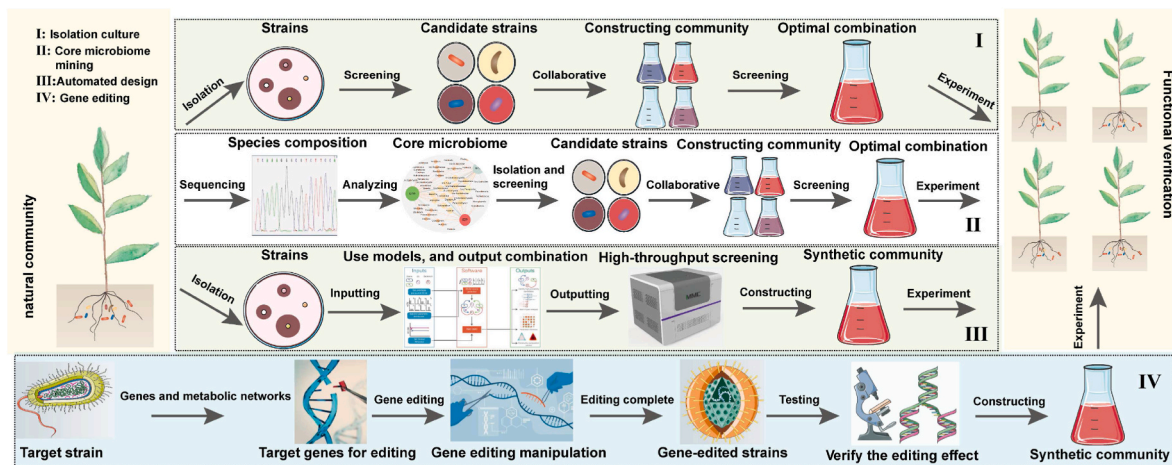 I: Isolation culture
II: Core microbiome
mining
III:Automated design
IV: Gene editing
natural community
Strains
Candidate strains
Constructing community
Optimal combination
I
Isolation
Screening
Collaborative
Screening
Experiment
Species composition
Core microbiome
Candidate strains
Constructing community
Optimal combination
Sequencing
Analyzing
Isolation and
screening
Collaborative
Screening
Experiment
II
Strains
Use models, and output combination
High-throughput screening
Synthetic community
Isolation
Inputting
Inputs
Software
Outputs
Outputting
Constructing
Experiment
III
Functional verification
Experiment
Genes and metabolic networks
Gene editing
Editing complete
Testing
Constructing
IV
Target strain
Target genes for editing
Gene editing manipulation
Gene-edited strains
Verify the editing effect
Synthetic community